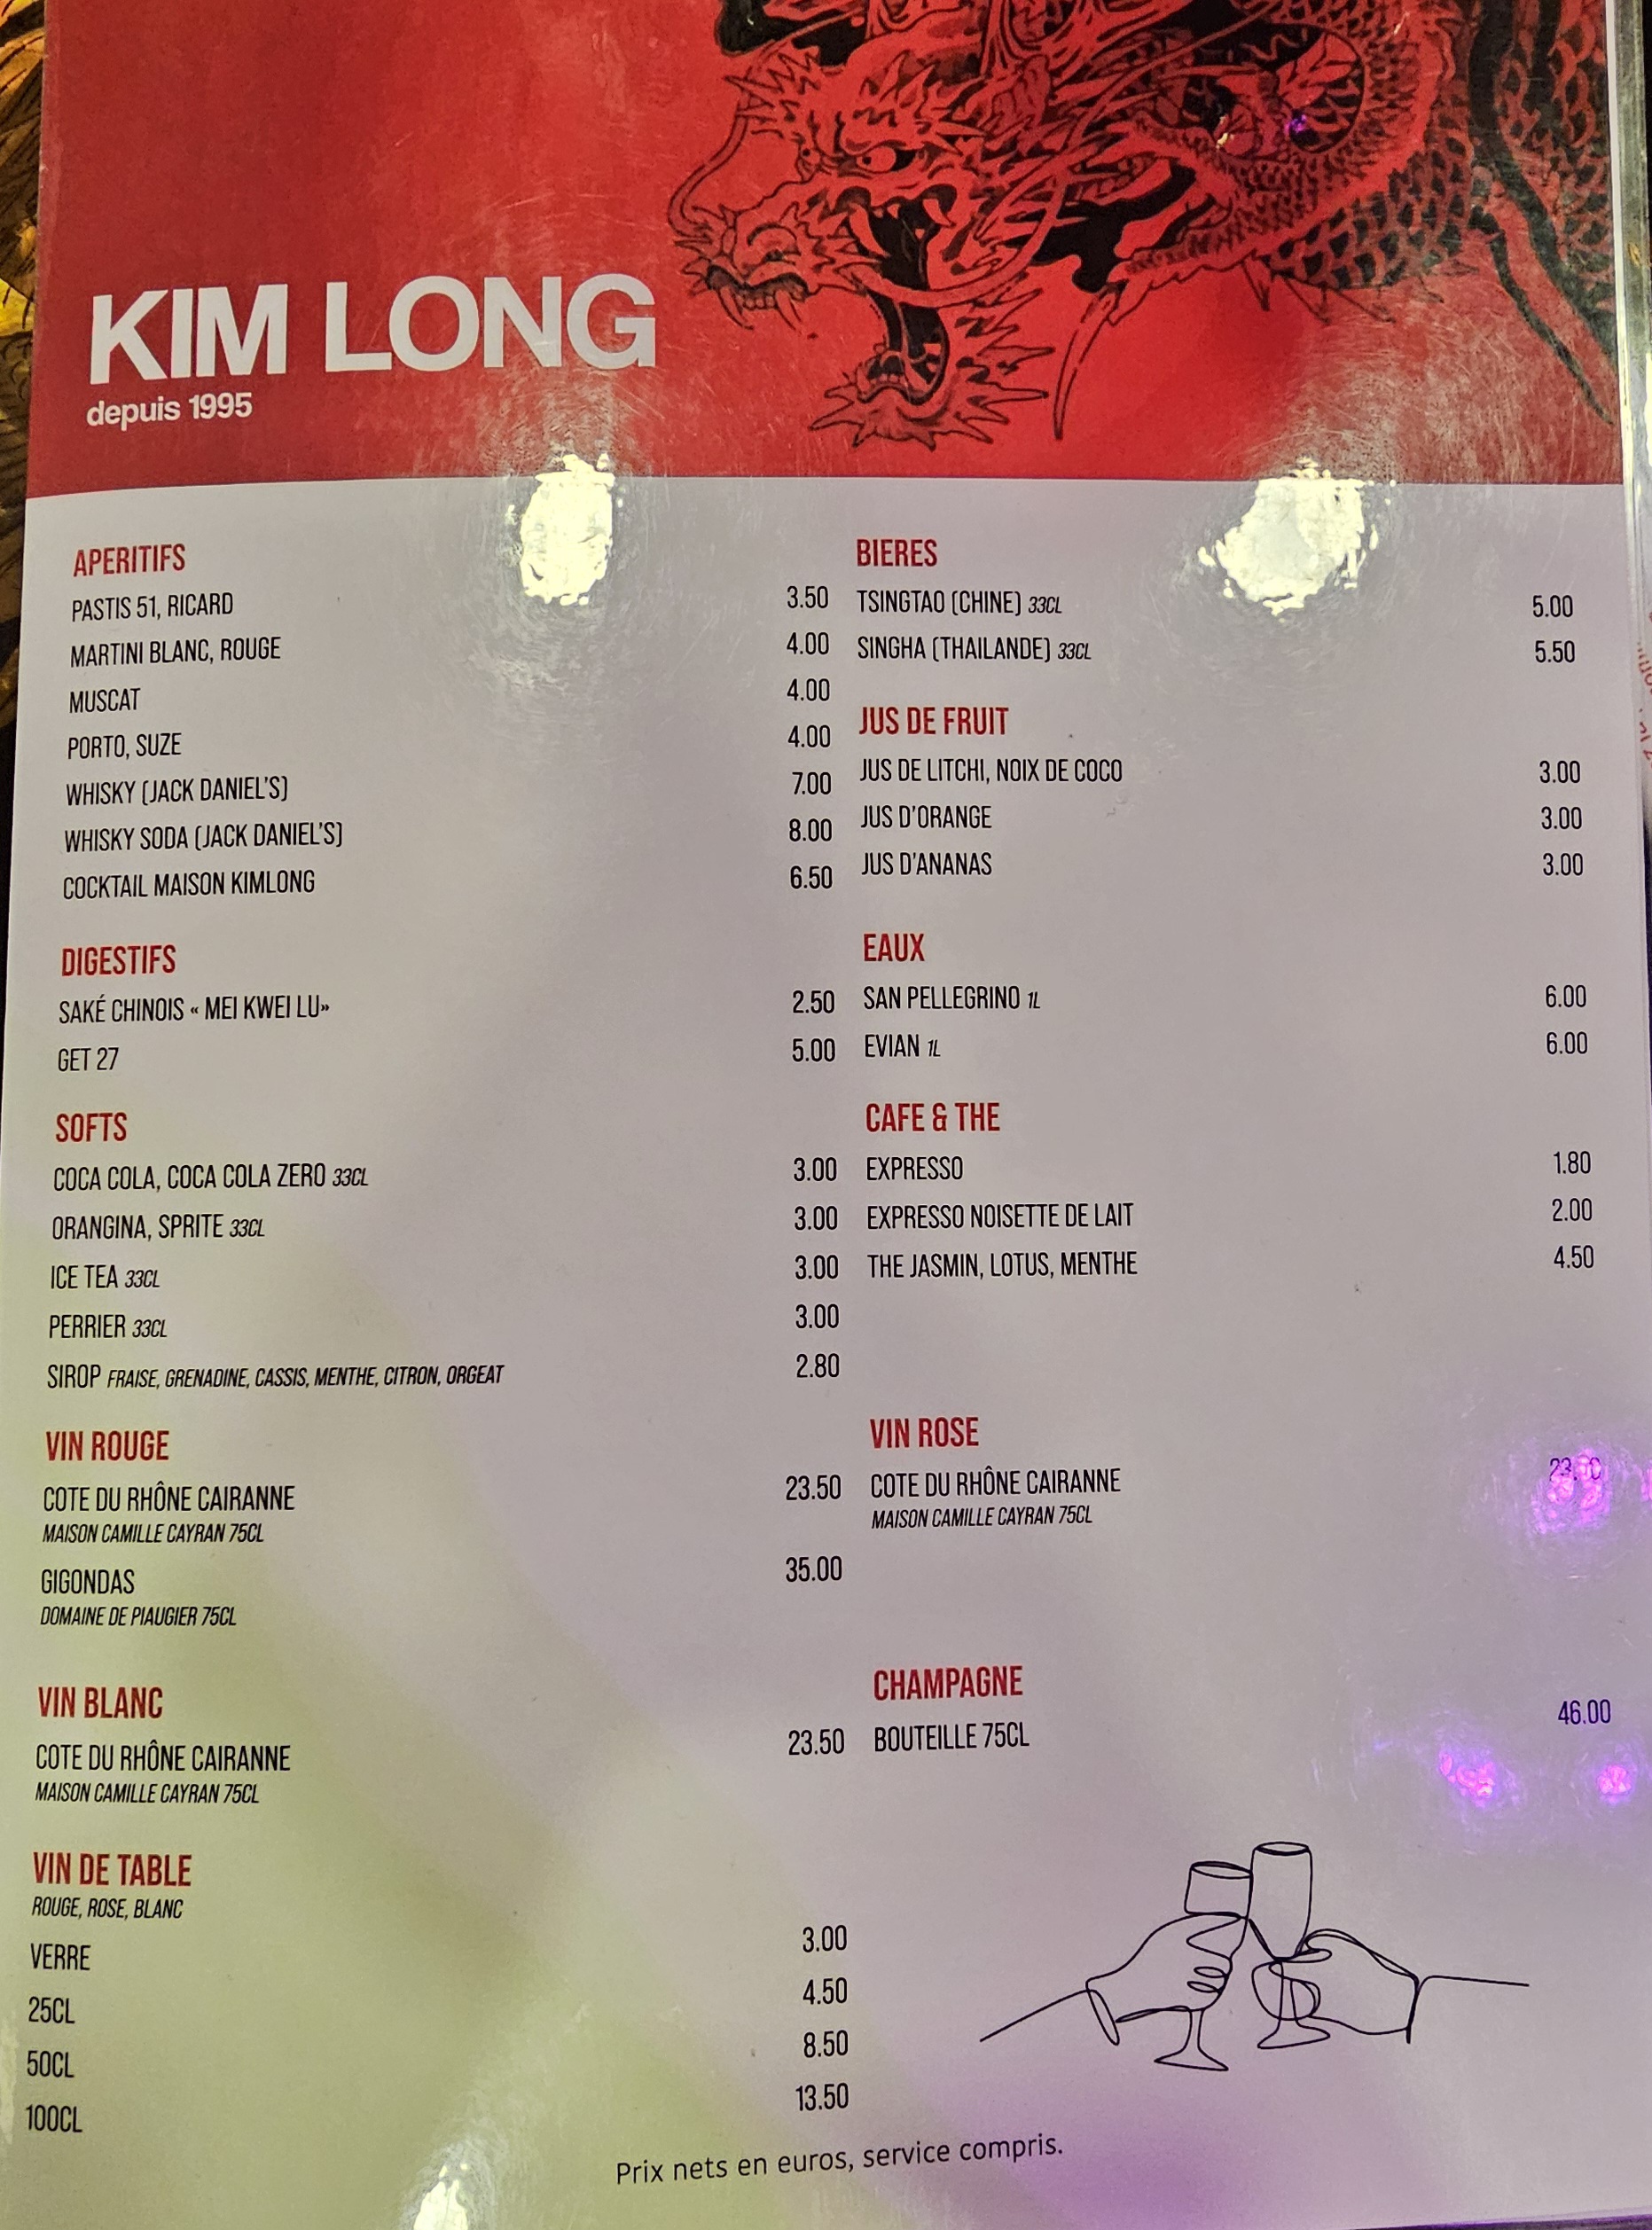 KIM LONG
depuis 1995
APERITIFS
PASTIS 51, RICARD 3.50
MARTINI BLANC, ROUGE 4.00
MUSCAT 4.00
PORTO, SUZE 4.00
WHISKY (JACK DANIEL'S) 7.00
WHISKY SODA (JACK DANIEL'S) 8.00
COCKTAIL MAISON KIMLONG 6.50
DIGESTIFS
SAKÉ CHINOIS « MEI KWEI LU» 2.50
GET 27 5.00
SOFTS
COCA COLA, COCA COLA ZERO 33CL 3.00
ORANGINA, SPRITE 33CL 3.00
ICE TEA 33CL 3.00
PERRIER 33CL 3.00
SIROP FRAISE, GRENADINE, CASSIS, MENTHE, CITRON, ORGEAT 2.80
VIN ROUGE
COTE DU RHÔNE CAIRANNE 23.50
MAISON CAMILLE CAYRAN 75CL
GIGONDAS 35.00
DOMAINE DE PIAUGIER 75CL
VIN BLANC
COTE DU RHÔNE CAIRANNE 23.50
MAISON CAMILLE CAYRAN 75CL
VIN DE TABLE
ROUGE, ROSE, BLANC
VERRE 3.00
25CL 4.50
50CL 8.50
100CL 13.50
BIERES
TSINGTAO (CHINE) 33CL 5.00
SINGHA (THAILANDE) 33CL 5.50
JUS DE FRUIT
JUS DE LITCHI, NOIX DE COCO 3.00
JUS D'ORANGE 3.00
JUS D'ANANAS 3.00
EAUX
SAN PELLEGRINO 1L 6.00
EVIAN 1L 6.00
CAFE & THE
EXPRESSO 1.80
EXPRESSO NOISETTE DE LAIT 2.00
THE JASMIN, LOTUS, MENTHE 4.50
VIN ROSE
COTE DU RHÔNE CAIRANNE
MAISON CAMILLE CAYRAN 75CL
CHAMPAGNE
BOUTEILLE 75CL 46.00
Prix nets en euros, service compris.